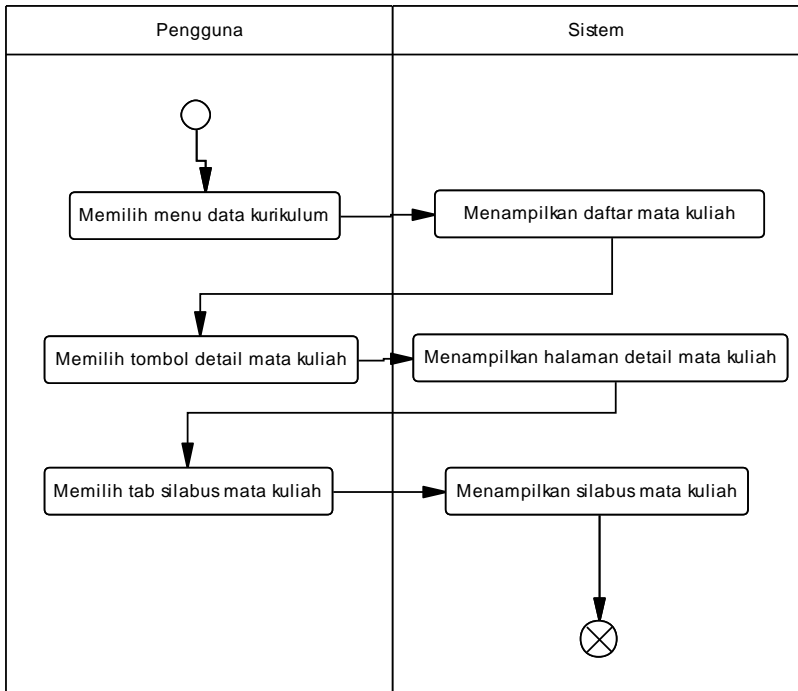 Pengguna
Sistem
Memilih menu data kurikulum
Menampilkan daftar mata kuliah
Memilih tombol detail mata kuliah
Menampilkan halaman detail mata kuliah
Memilih tab silabus mata kuliah
Menampilkan silabus mata kuliah